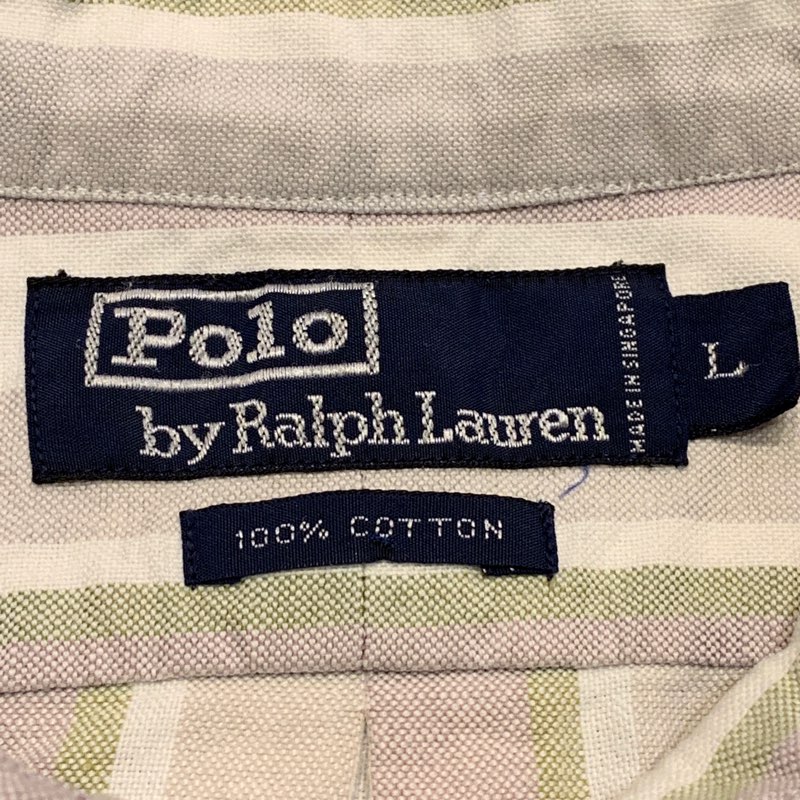 Polo
by Ralph Lauren
MADE IN SINGAPORE
L
100% COTTON